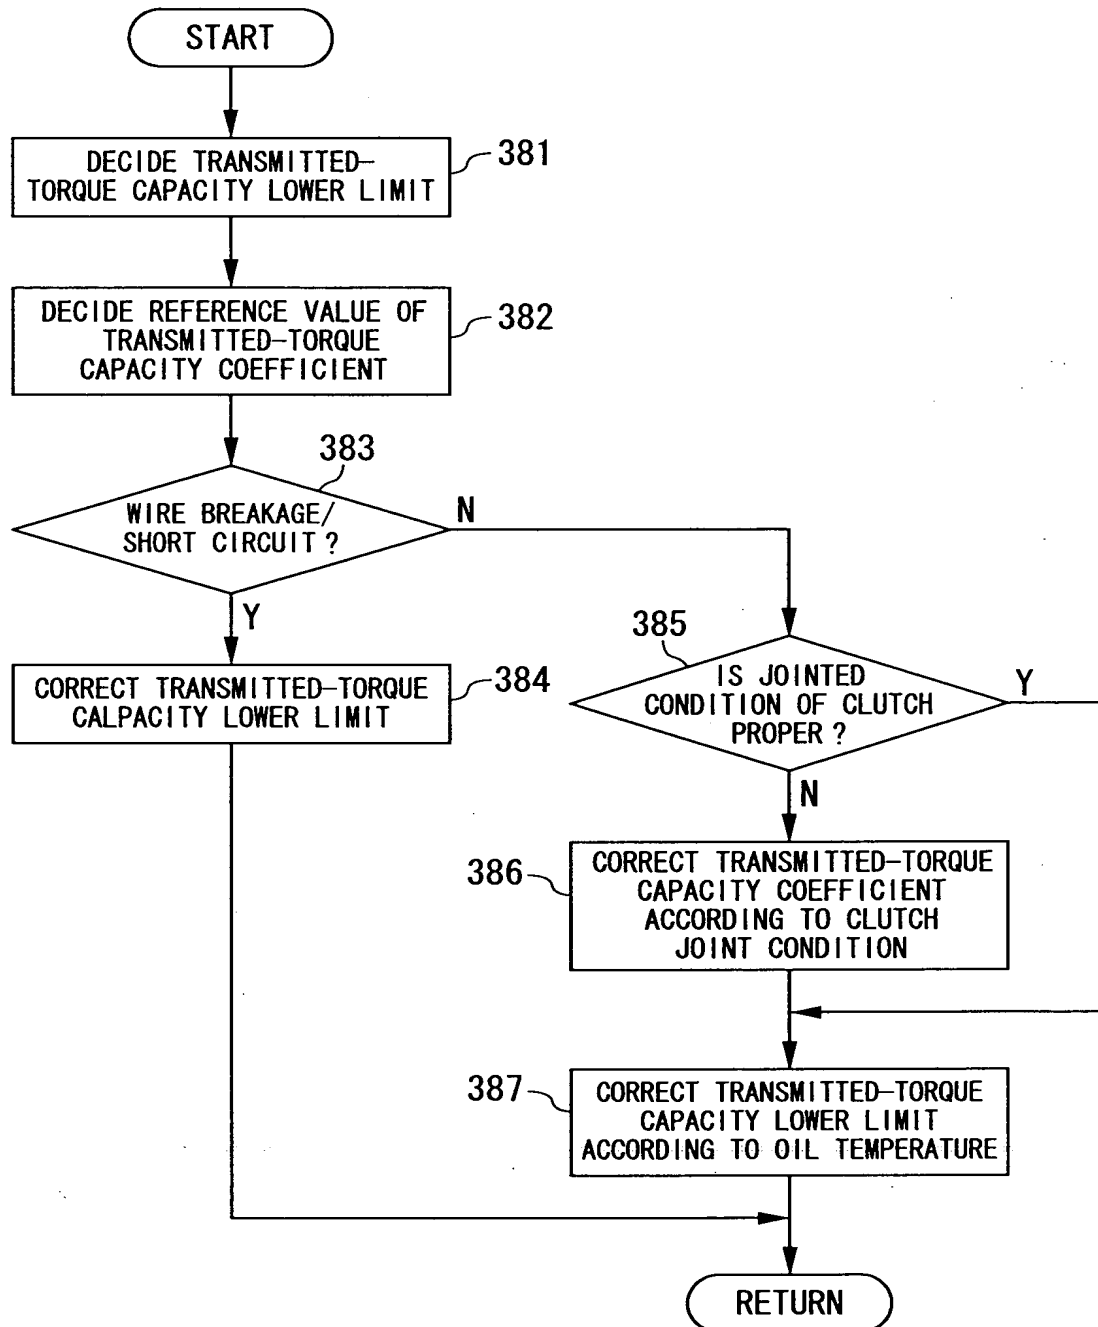 START
DECIDE TRANSMITTED-
TORQUE CAPACITY LOWER LIMIT
381
DECIDE REFERENCE VALUE OF
TRANSMITTED-TORQUE
CAPACITY COEFFICIENT
382
383
WIRE BREAKAGE/
SHORT CIRCUIT ?
N
Y
CORRECT TRANSMITTED-TORQUE
CALPACITY LOWER LIMIT
384
385
IS JOINTED
CONDITION OF CLUTCH
PROPER ?
Y
N
386
CORRECT TRANSMITTED-TORQUE
CAPACITY COEFFICIENT
ACCORDING TO CLUTCH
JOINT CONDITION
387
CORRECT TRANSMITTED-TORQUE
CAPACITY LOWER LIMIT
ACCORDING TO OIL TEMPERATURE
RETURN